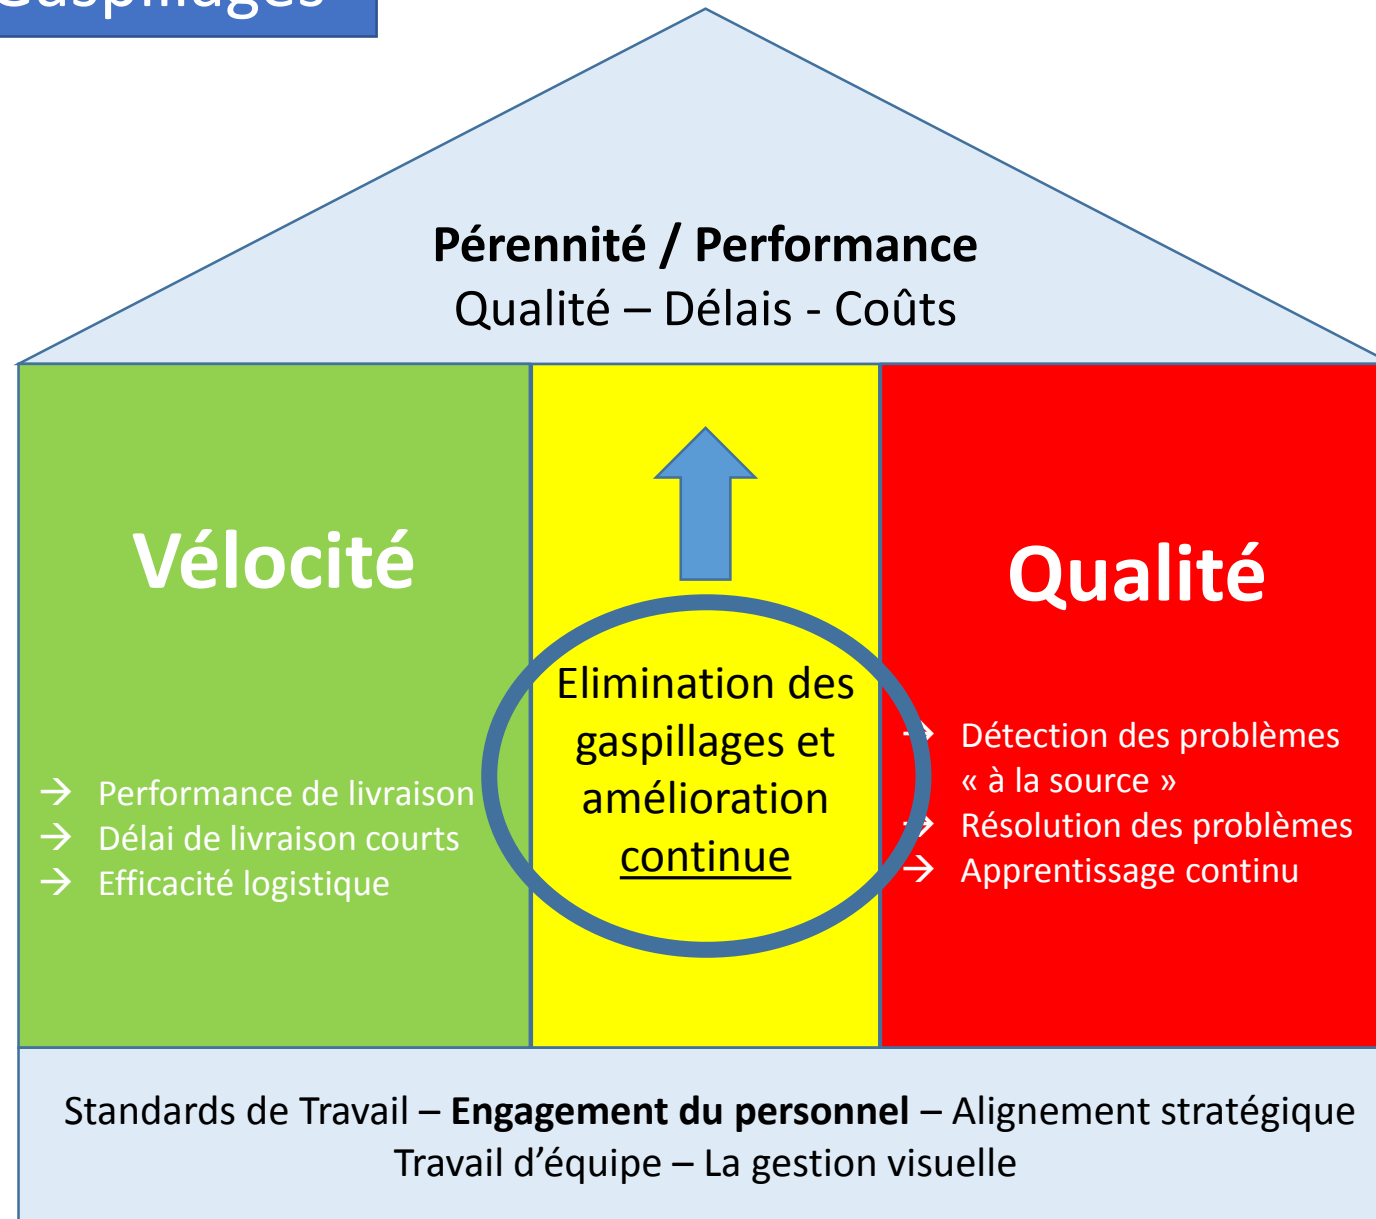 Gaspillages
Pérennité / Performance
Qualité – Délais - Coûts
Vélocité
→ Performance de livraison
→ Délai de livraison courts
→ Efficacité logistique
Elimination des
gaspillages et
amélioration
continue
Qualité
→ Détection des problèmes
« à la source »
→ Résolution des problèmes
→ Apprentissage continu
Standards de Travail – Engagement du personnel – Alignement stratégique
Travail d’équipe – La gestion visuelle